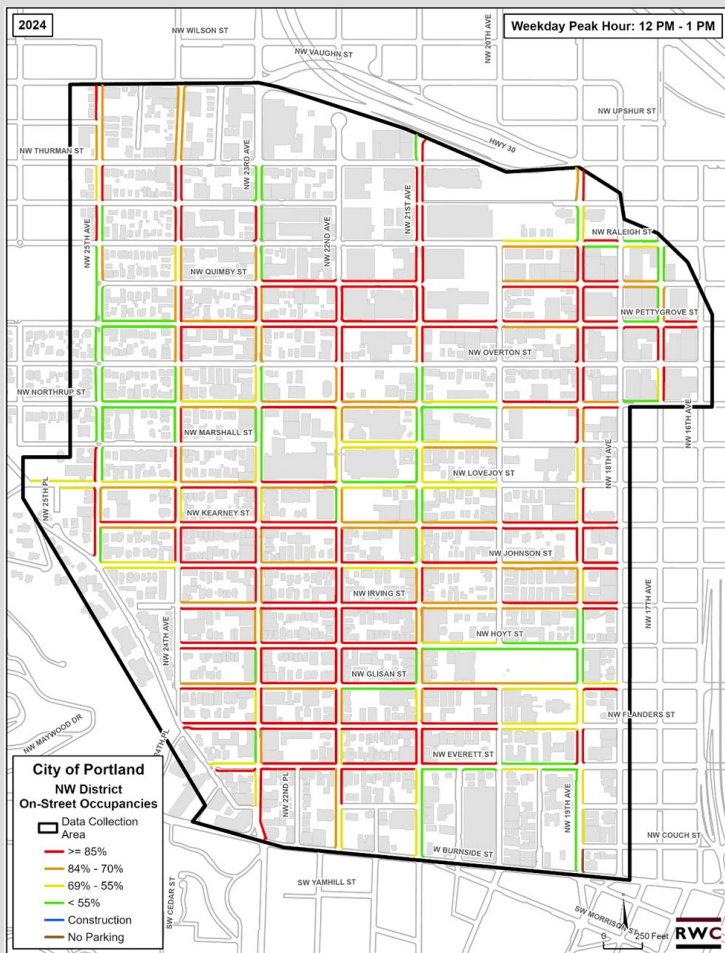 2024
Weekday Peak Hour: 12 PM - 1 PM
NW WILSON ST
NW 20TH AVE
NW VAUGHN ST
NW UPSHUR ST
HWY 30
NW THURMAN ST
NW 23RD AVE
NW 21ST AVE
NW 22ND AVE
NW 25TH AVE
NW RALEIGH ST
NW QUIMBY ST
NW PETTYGROVE ST
NW OVERTON ST
NW NORTHRUP ST
NW 16TH AVE
NW MARSHALL ST
NW 18TH AVE
NW LOVEJOY ST
NW 25TH PL
NW KEARNEY ST
NW JOHNSON ST
NW IRVING ST
NW 17TH AVE
NW 24TH AVE
NW HOYT ST
NW GLISAN ST
NW MAYWOOD DR
NW FLANDERS ST
24TH PL
NW EVERETT ST
NW 22ND PL
NW 19TH AVE
NW COUCH ST
W BURNSIDE ST
SW YAMHILL ST
SW CEDAR ST
SW MORRISON ST
City of Portland
NW District
On-Street Occupancies
Data Collection
Area
>= 85%
84% - 70%
69% - 55%
< 55%
Construction
No Parking
0 250 Feet
RWC